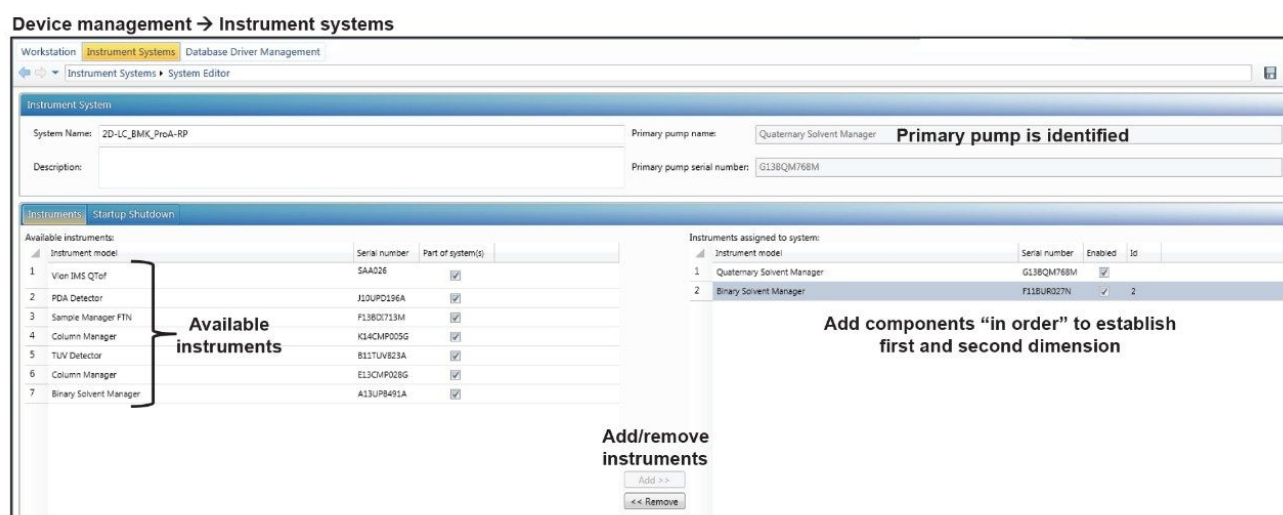 Device management → Instrument systems
Workstation Instrument Systems Database Driver Management
Instrument Systems ▸ System Editor
Instrument System
System Name: 2D-LC_BMK_ProA-RP Primary pump name: Quaternary Solvent Manager Primary pump is identified
Description: Primary pump serial number: G13BQM768M
Instruments Startup Shutdown
Available instruments: Instruments assigned to system:
Instrument model Serial number Part of system(s) Instrument model Serial number Enabled Id
1 Vion IMS QTof SAA026 1 Quaternary Solvent Manager G13BQM768M
2 PDA Detector J10UPD196A 2 Binary Solvent Manager F11BUR027N 2
3 Sample Manager FTN F13BDI713M
4 Column Manager K14CMP005G
5 TUV Detector B11TUV823A
6 Column Manager E13CMP028G
7 Binary Solvent Manager A13UPB491A
Available
instruments
Add components “in order” to establish
first and second dimension
Add/remove
instruments
Add >>
<< Remove